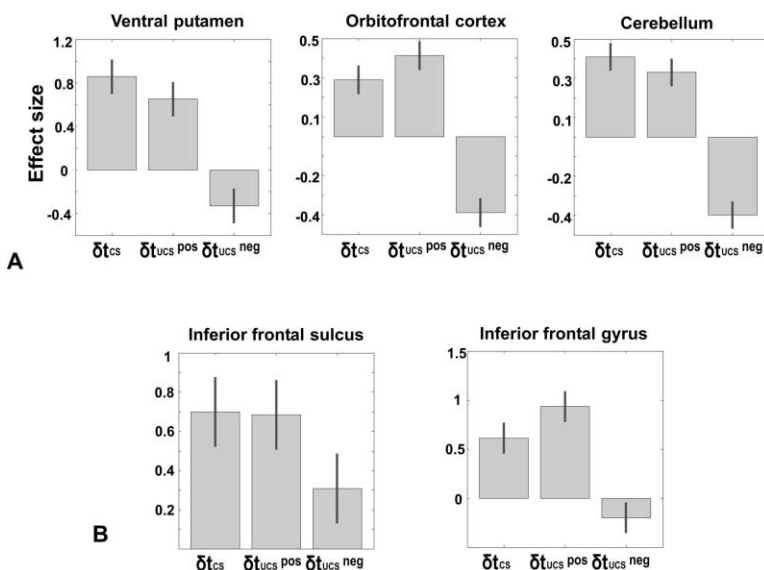 Ventral putamen
Orbitofrontal cortex
Cerebellum
Effect size
1.2
0.8
0.4
0
-0.4
0.5
0.3
0.1
-0.2
-0.4
0.5
0.3
0.1
-0.2
-0.4
δtcs δtucs pos δtucs neg
δtcs δtucs pos δtucs neg
δtcs δtucs pos δtucs neg
A
Inferior frontal sulcus
Inferior frontal gyrus
1
0.8
0.6
0.4
0.2
1.5
1
0.5
0
B
δtcs δtucs pos δtucs neg
δtcs δtucs pos δtucs neg